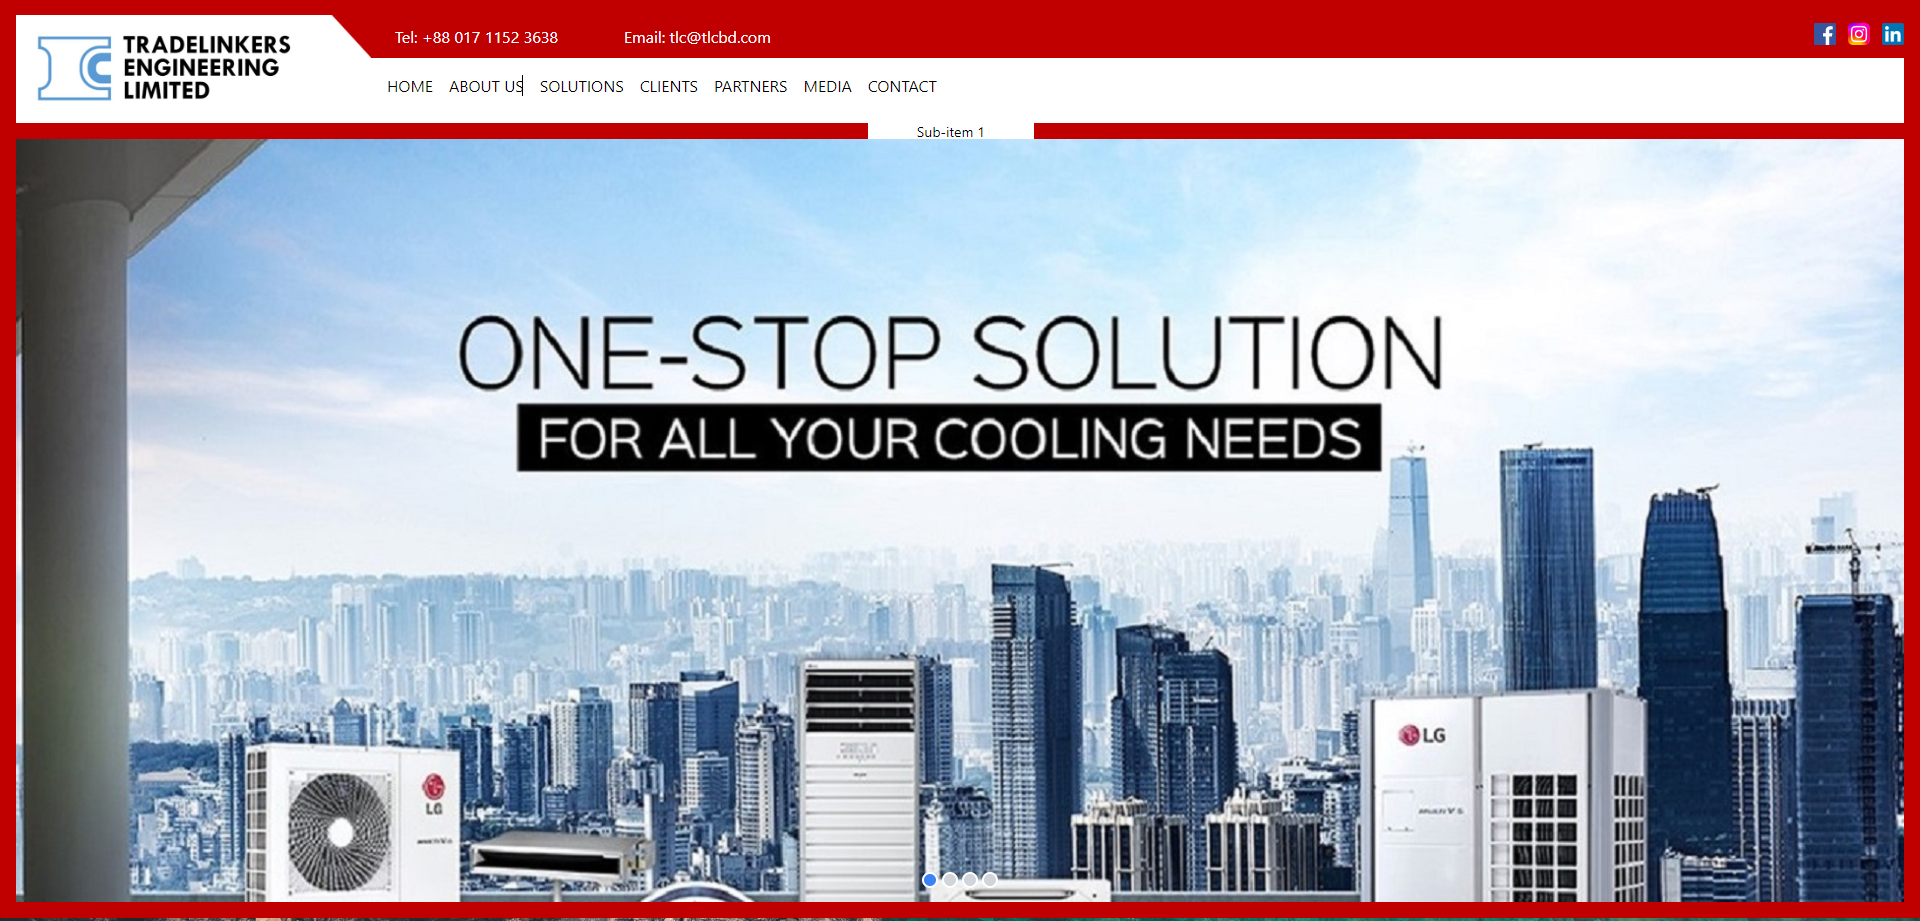 TRADELINKERS
ENGINEERING
LIMITED
Tel: +88 017 1152 3638
Email: tlc@tlcbd.com
HOME ABOUT US SOLUTIONS CLIENTS PARTNERS MEDIA CONTACT
Sub-item 1
ONE-STOP SOLUTION
FOR ALL YOUR COOLING NEEDS
LG
LG